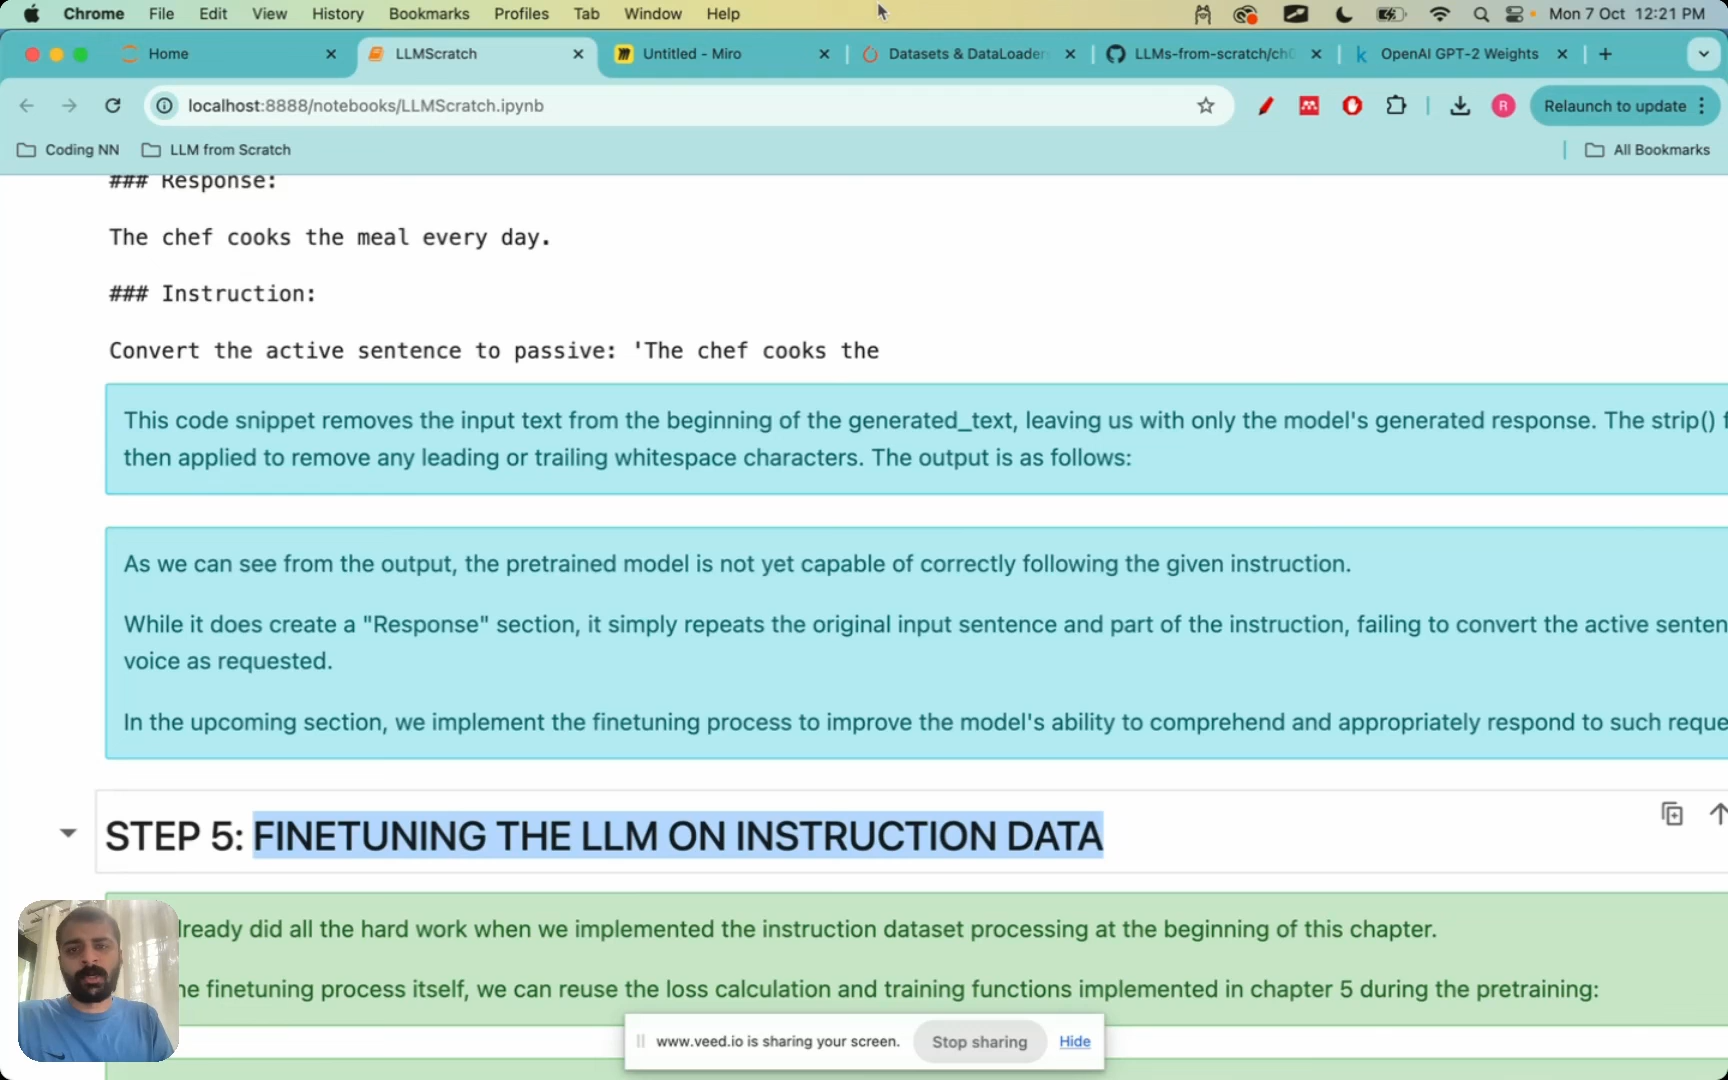 Chrome File Edit View History Bookmarks Profiles Tab Window Help Mon 7 Oct 12:21 PM
Home LLMScratch Untitled - Miro Datasets & DataLoaders LLMs-from-scratch/ch0 OpenAI GPT-2 Weights
localhost:8888/notebooks/LLMScratch.ipynb R Relaunch to update
Coding NN LLM from Scratch All Bookmarks
### Response:
The chef cooks the meal every day.
### Instruction:
Convert the active sentence to passive: 'The chef cooks the
This code snippet removes the input text from the beginning of the generated_text, leaving us with only the model's generated response. The strip() f
then applied to remove any leading or trailing whitespace characters. The output is as follows:
As we can see from the output, the pretrained model is not yet capable of correctly following the given instruction.
While it does create a "Response" section, it simply repeats the original input sentence and part of the instruction, failing to convert the active senten
voice as requested.
In the upcoming section, we implement the finetuning process to improve the model's ability to comprehend and appropriately respond to such reque
STEP 5: FINETUNING THE LLM ON INSTRUCTION DATA
lready did all the hard work when we implemented the instruction dataset processing at the beginning of this chapter.
he finetuning process itself, we can reuse the loss calculation and training functions implemented in chapter 5 during the pretraining:
www.veed.io is sharing your screen. Stop sharing Hide